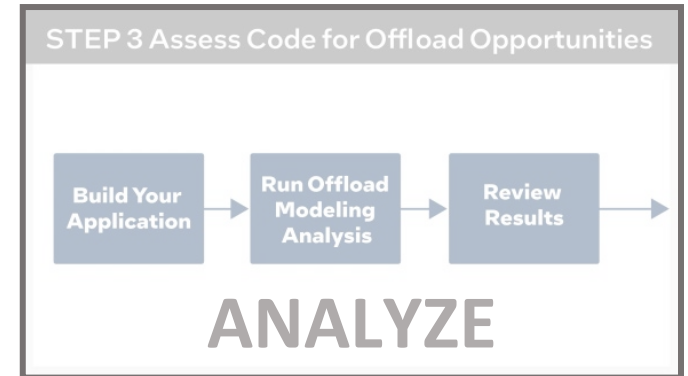 STEP 3 Assess Code for Offload Opportunities
Build Your
Application
Run Offload
Modeling
Analysis
Review
Results
ANALYZE